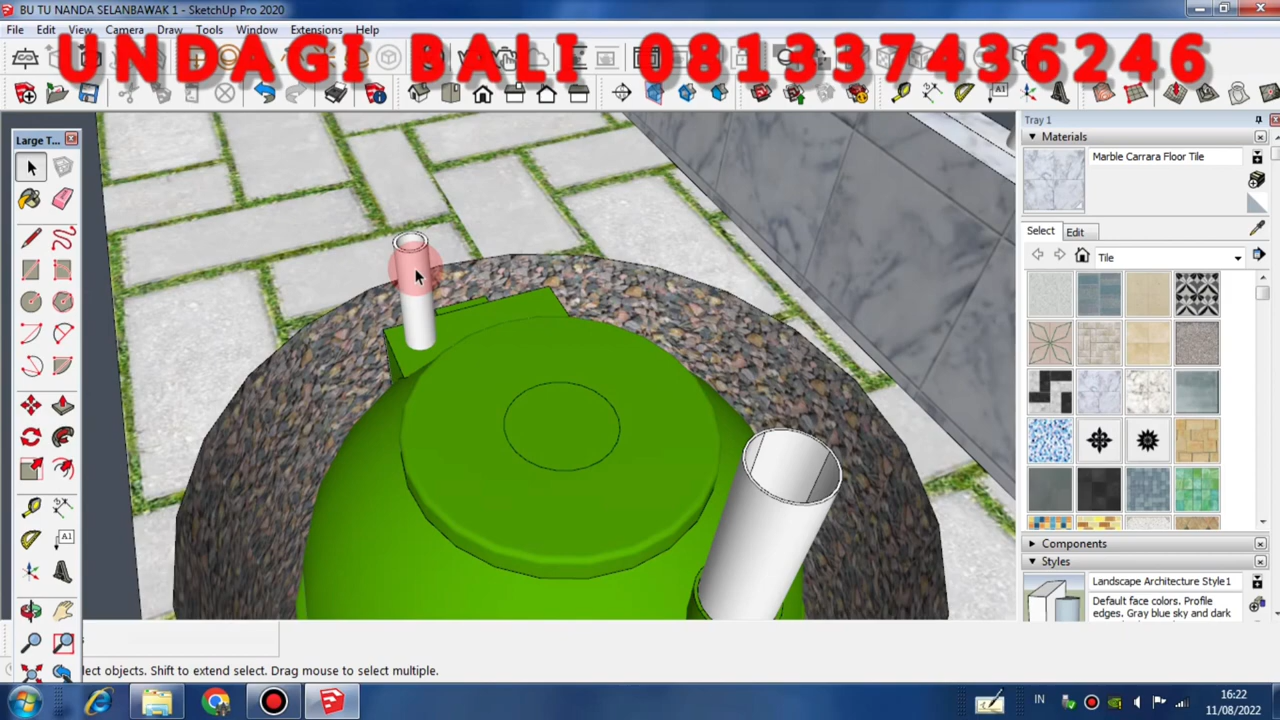 BU TU NANDA SELANBAWAK 1 - SketchUp Pro 2020
File Edit View Camera Draw Tools Window Extensions Help
UNDAGI BALI 081337436246
Large T...
Tray 1
Materials
Marble Carrara Floor Tile
Select Edit
Tile
A1
A1
Components
Styles
Landscape Architecture Style1
Default face colors. Profile
edges. Gray blue sky and dark
lect objects. Shift to extend select. Drag mouse to select multiple.
IN
16:22
11/08/2022